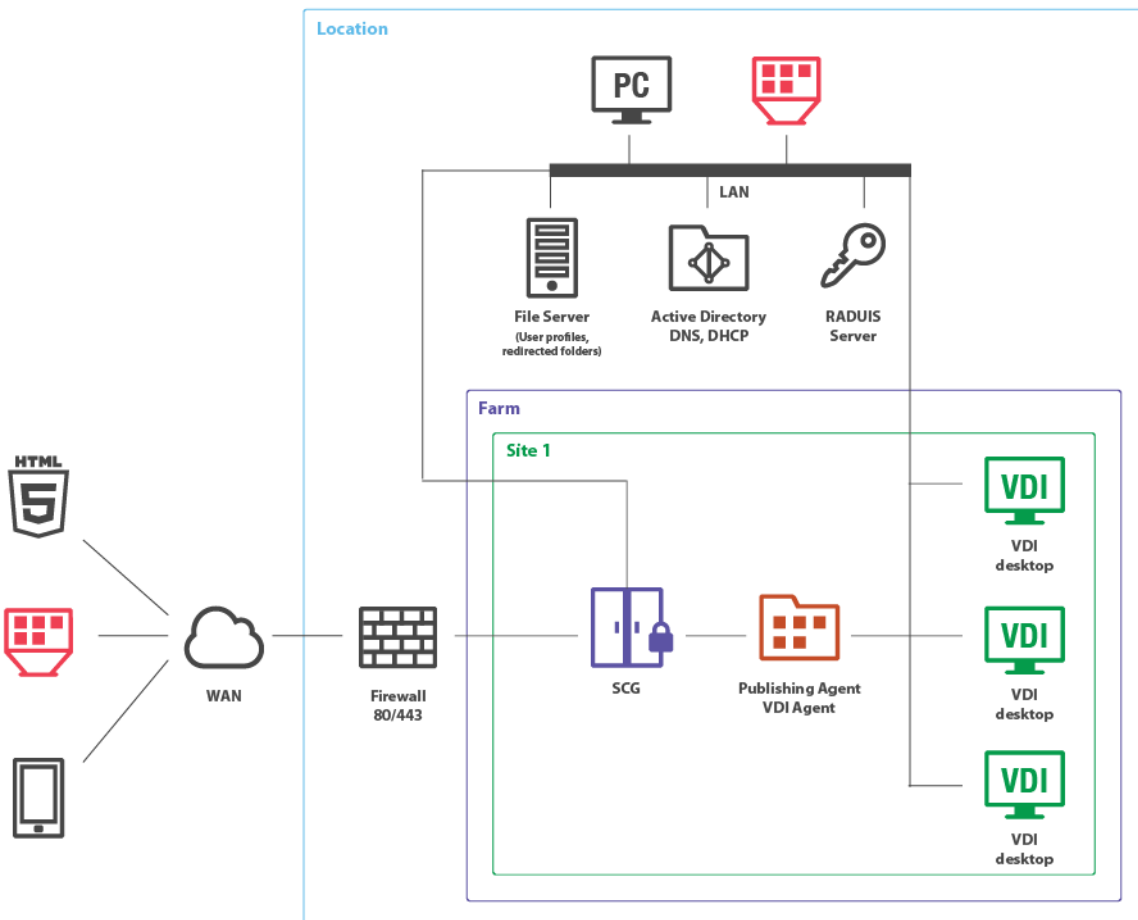 Location
PC
LAN
File Server
(User profiles,
redirected folders)
Active Directory
DNS, DHCP
RADUIS
Server
Farm
Site 1
HTML
5
WAN
Firewall
80/443
SCG
Publishing Agent
VDI Agent
VDI
VDI
desktop
VDI
VDI
desktop
VDI
VDI
desktop